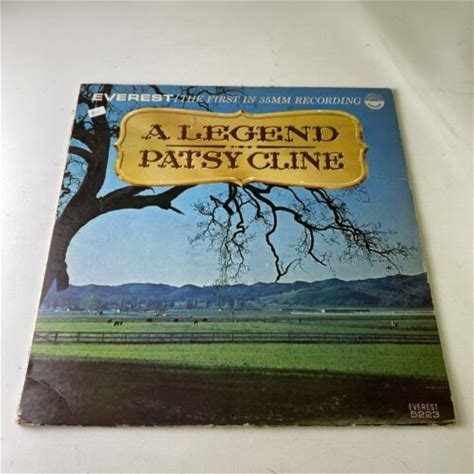 EVEREST / THE FIRST IN 35MM RECORDING
A LEGEND
PATSY CLINE
EVEREST
5223